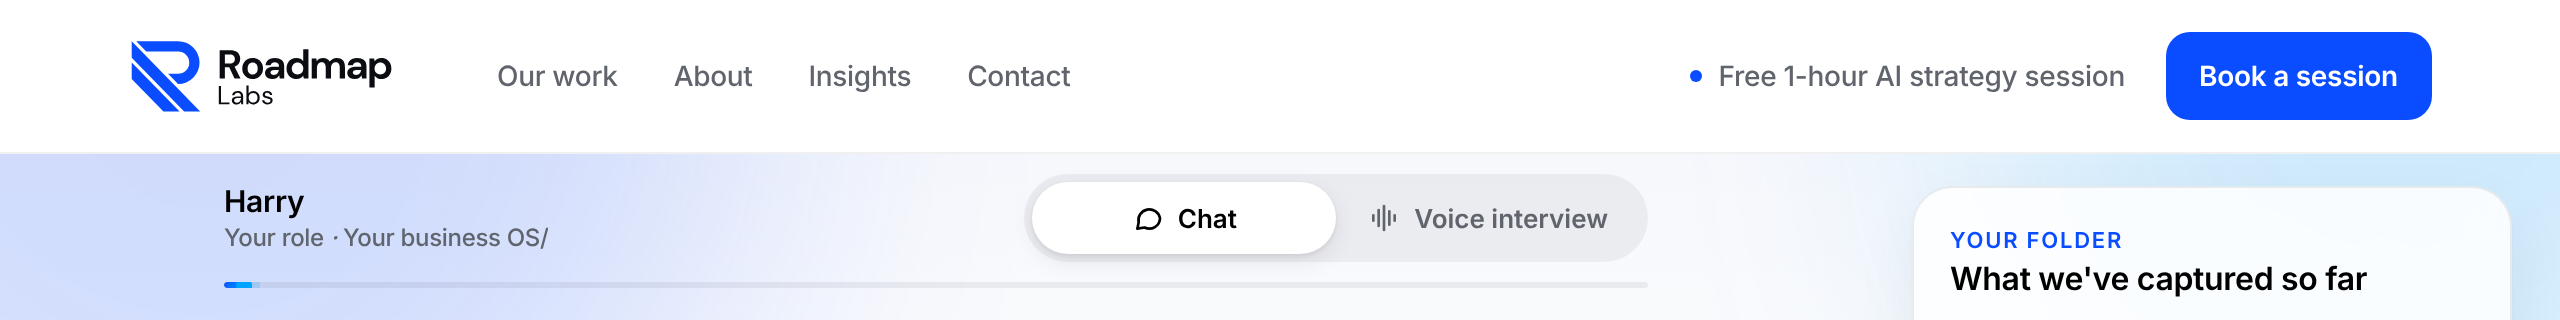 Roadmap
Labs
Our work
About
Insights
Contact
Free 1-hour AI strategy session
Book a session
Harry
Your role · Your business OS/
Chat
Voice interview
YOUR FOLDER
What we've captured so far